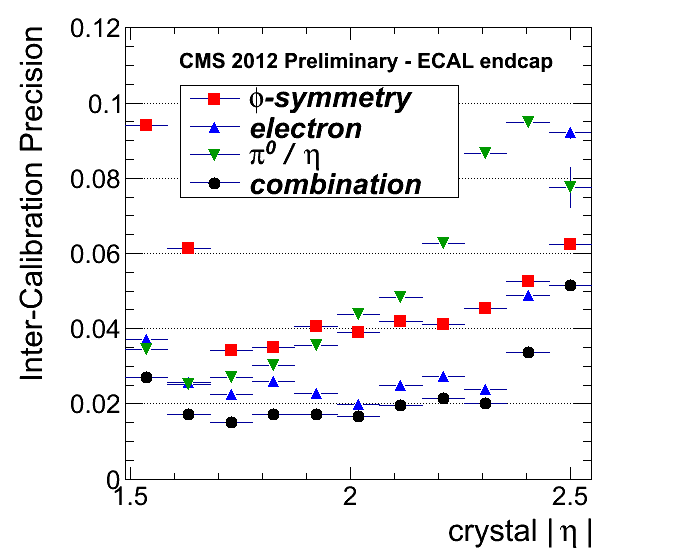 0.12
CMS 2012 Preliminary - ECAL endcap
0.1
ϕ-symmetry
electron
π⁰ / η
combination
0.08
0.06
0.04
0.02
0
Inter-Calibration Precision
1.5 2 2.5
crystal | η |